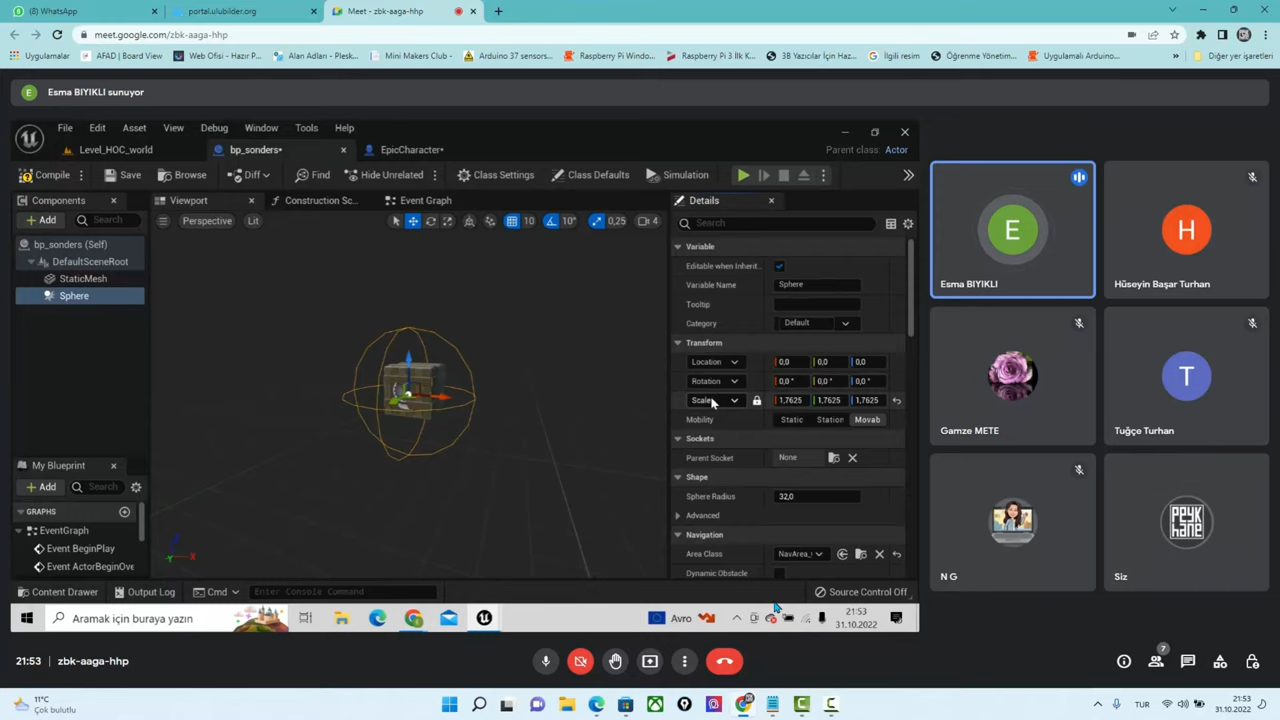 WhatsApp
portal.ulubilder.org
Meet - zbk-aaga-hhp
meet.google.com/zbk-aaga-hhp
Uygulamalar
AFAD | Board on Web
Web Ofisi - Hazır P...
Alan Adları - Plesk...
Mini Makers Club -
Arduino 37 sensors...
Raspberry Pi Windo...
Raspberry Pi 3 İlk K...
3B Yazıcılar İçin Haz...
İlgili resim
Öğrenme Yönetim...
Uygulamalı Arduino...
Diğer yer işaretleri
E
Esma BIYIKLI sunuyor
File
Edit
Asset
View
Debug
Window
Tools
Help
Level_HOC_world
bp_sonders•
EpicCharacter•
Parent class: Actor
Compile
Save
Browse
Diff
Find
Hide Unrelated
Class Settings
Class Defaults
Simulation
Components
Viewport
Construction Sc...
Event Graph
Details
Add
Search
Perspective
Lit
10
10°
0,25
4
Search
bp_sonders (Self)
DefaultSceneRoot
StaticMesh
Sphere
Variable
Editable when Inherit...
Variable Name
Sphere
Tooltip
Category
Default
Transform
Location
0,0
0,0
0,0
Rotation
0,0 °
0,0 °
0,0 °
Scale
1,7625
1,7625
1,7625
Mobility
Static
Station
Movab
Sockets
Parent Socket
None
Shape
Sphere Radius
32,0
Advanced
Navigation
Area Class
NavArea_
Dynamic Obstacle
My Blueprint
Add
Search
GRAPHS
EventGraph
Event BeginPlay
Event ActorBeginOve
Z
X
Y
Content Drawer
Output Log
Cmd
Enter Console Command
Source Control Off
Aramak için buraya yazın
Avro
21:53
31.10.2022
E
Esma BIYIKLI
H
Hüseyin Başar Turhan
Gamze METE
T
Tuğçe Turhan
N G
Siz
21:53
zbk-aaga-hhp
7
11°C
Çok bulutlu
TUR
21:53
31.10.2022